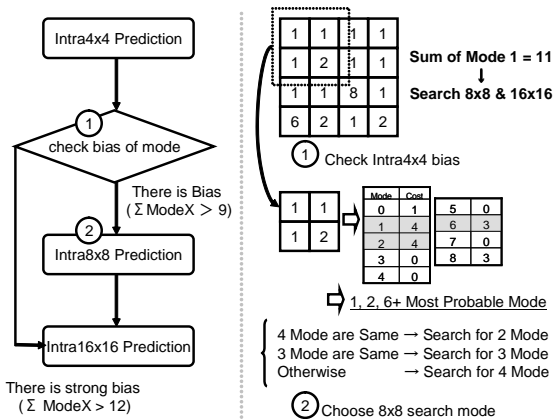 Intra4x4 Prediction
1
check bias of mode
There is Bias
(Σ ModeX > 9)
2
Intra8x8 Prediction
Intra16x16 Prediction
There is strong bias
(Σ ModeX > 12)
1 1 1 1
1 2 1 1
1 1 8 1
6 2 1 2
Sum of Mode 1 = 11
↓
Search 8x8 & 16x16
1 Check Intra4x4 bias
1 1
1 2
Mode Cost
0 1
1 4
2 4
3 0
4 0
5 0
6 3
7 0
8 3
1, 2, 6+ Most Probable Mode
4 Mode are Same → Search for 2 Mode
3 Mode are Same → Search for 3 Mode
Otherwise → Search for 4 Mode
2 Choose 8x8 search mode